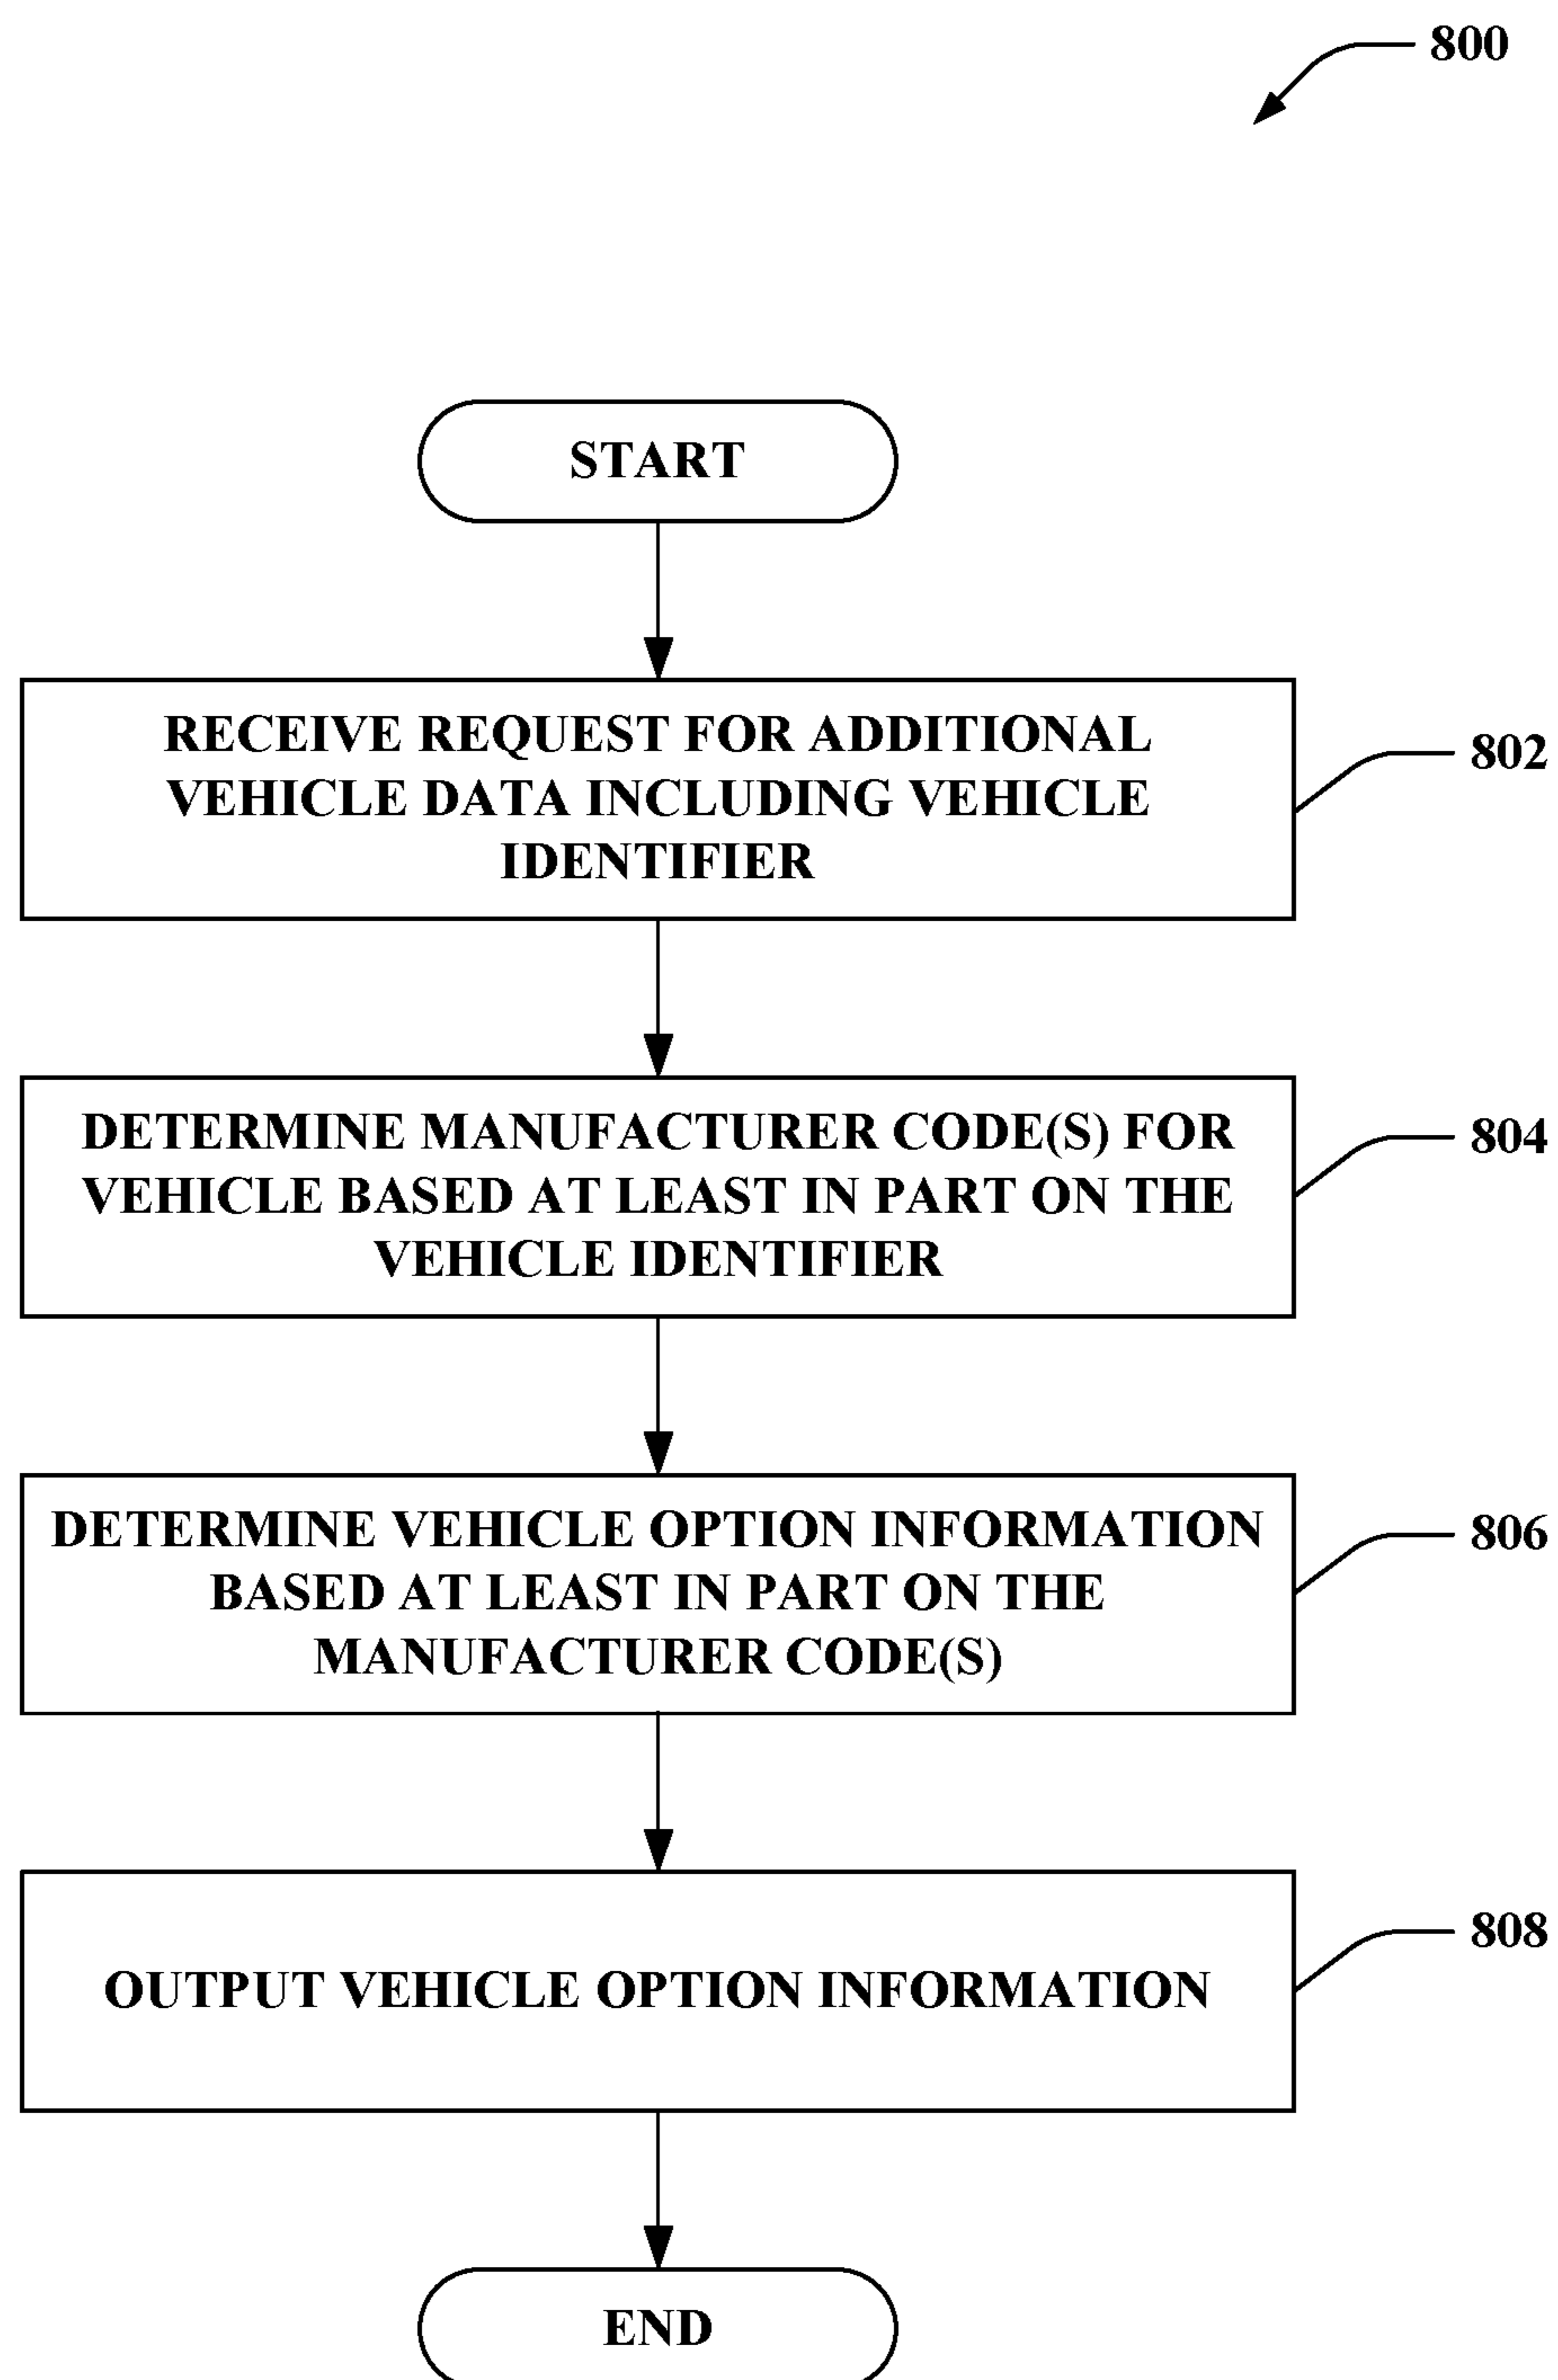 800
START
RECEIVE REQUEST FOR ADDITIONAL
VEHICLE DATA INCLUDING VEHICLE
IDENTIFIER
802
DETERMINE MANUFACTURER CODE(S) FOR
VEHICLE BASED AT LEAST IN PART ON THE
VEHICLE IDENTIFIER
804
DETERMINE VEHICLE OPTION INFORMATION
BASED AT LEAST IN PART ON THE
MANUFACTURER CODE(S)
806
OUTPUT VEHICLE OPTION INFORMATION
808
END